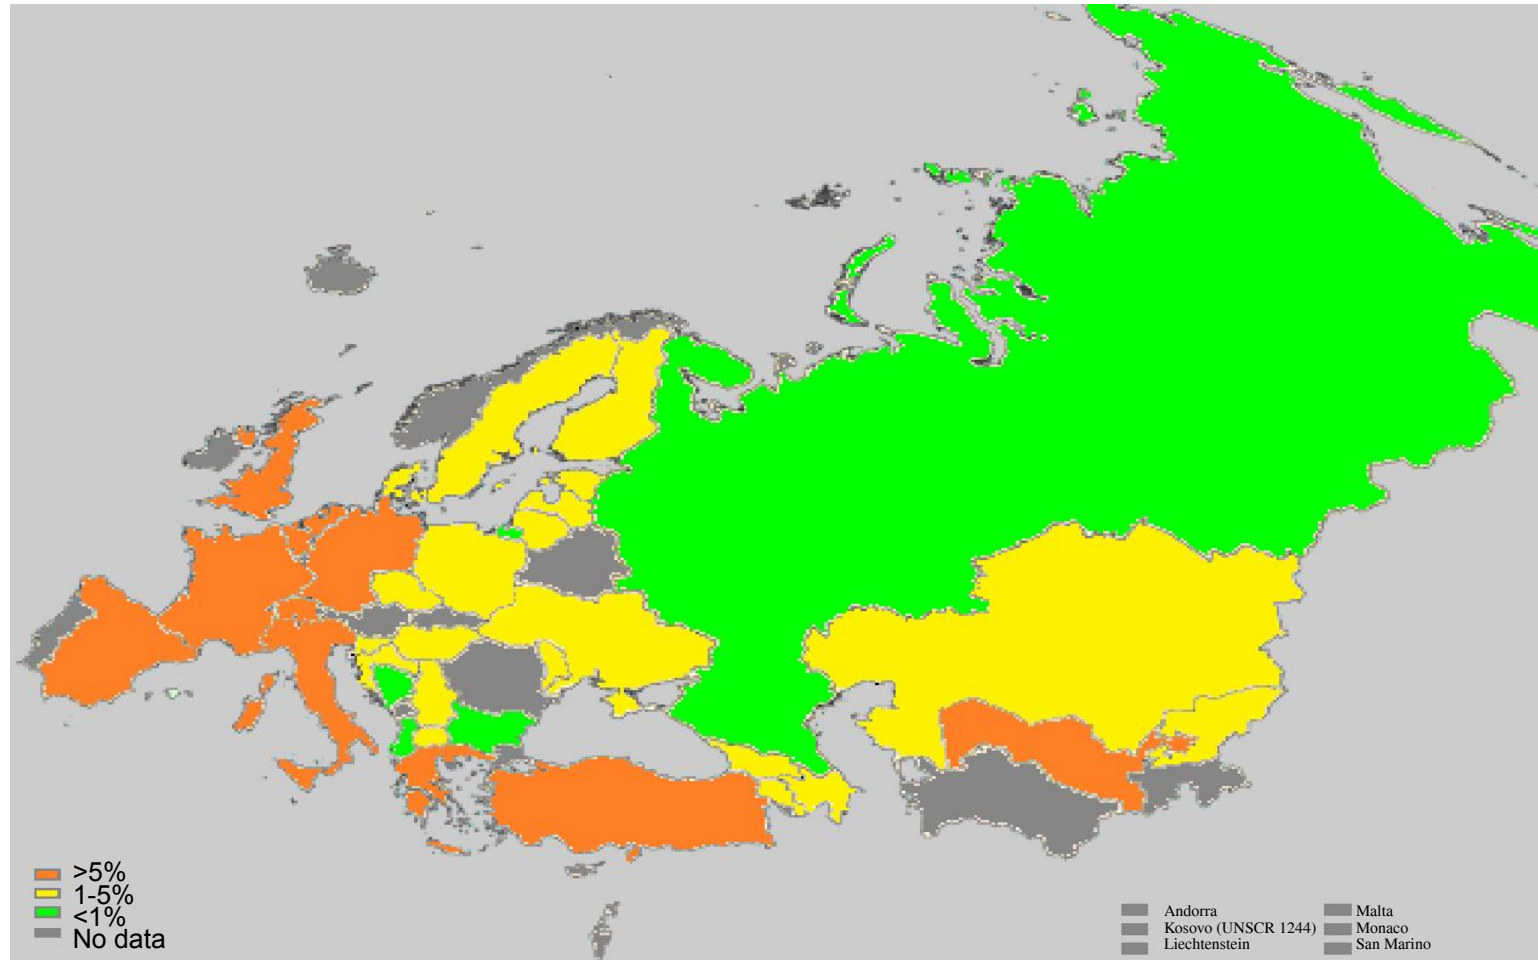 >5%
1-5%
<1%
No data
Andorra
Kosovo (UNSCR 1244)
Liechtenstein
Malta
Monaco
San Marino